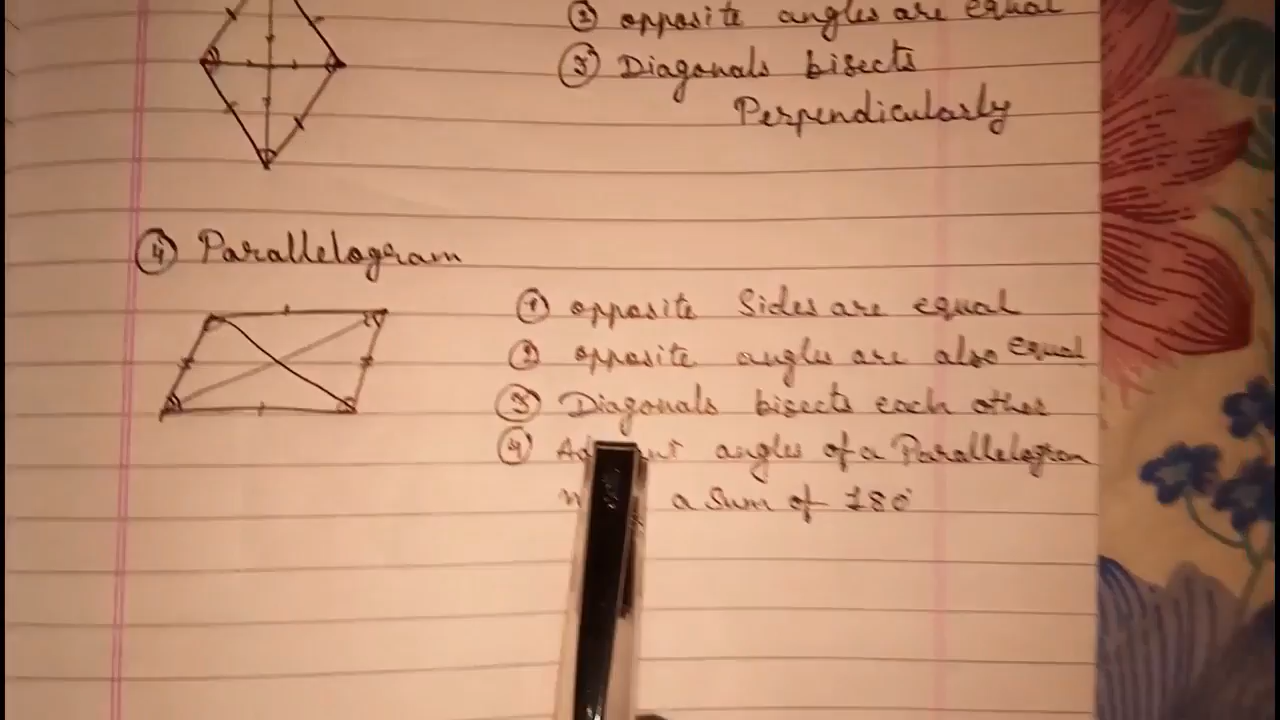 ② opposite angles are equal
③ Diagonals bisects
Perpendicularly
④ Parallelogram
① opposite Sides are equal
② opposite angles are also equal
③ Diagonals bisects each other
④ angles of a Parallelogram
a Sum of 180°